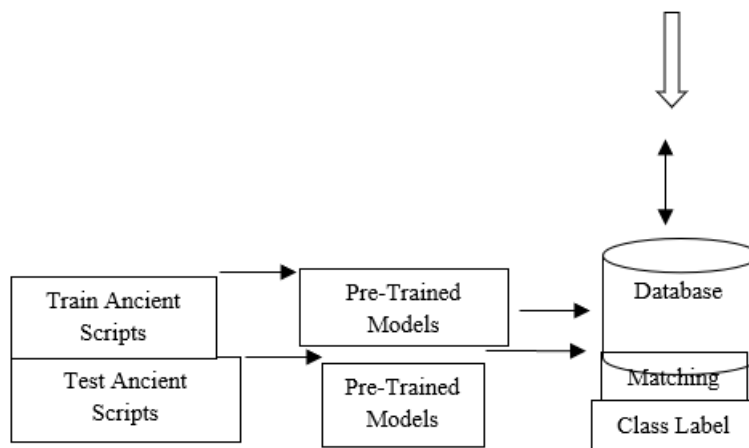 Train Ancient
Scripts
Pre-Trained
Models
Database
Test Ancient
Scripts
Pre-Trained
Models
Matching
Class Label